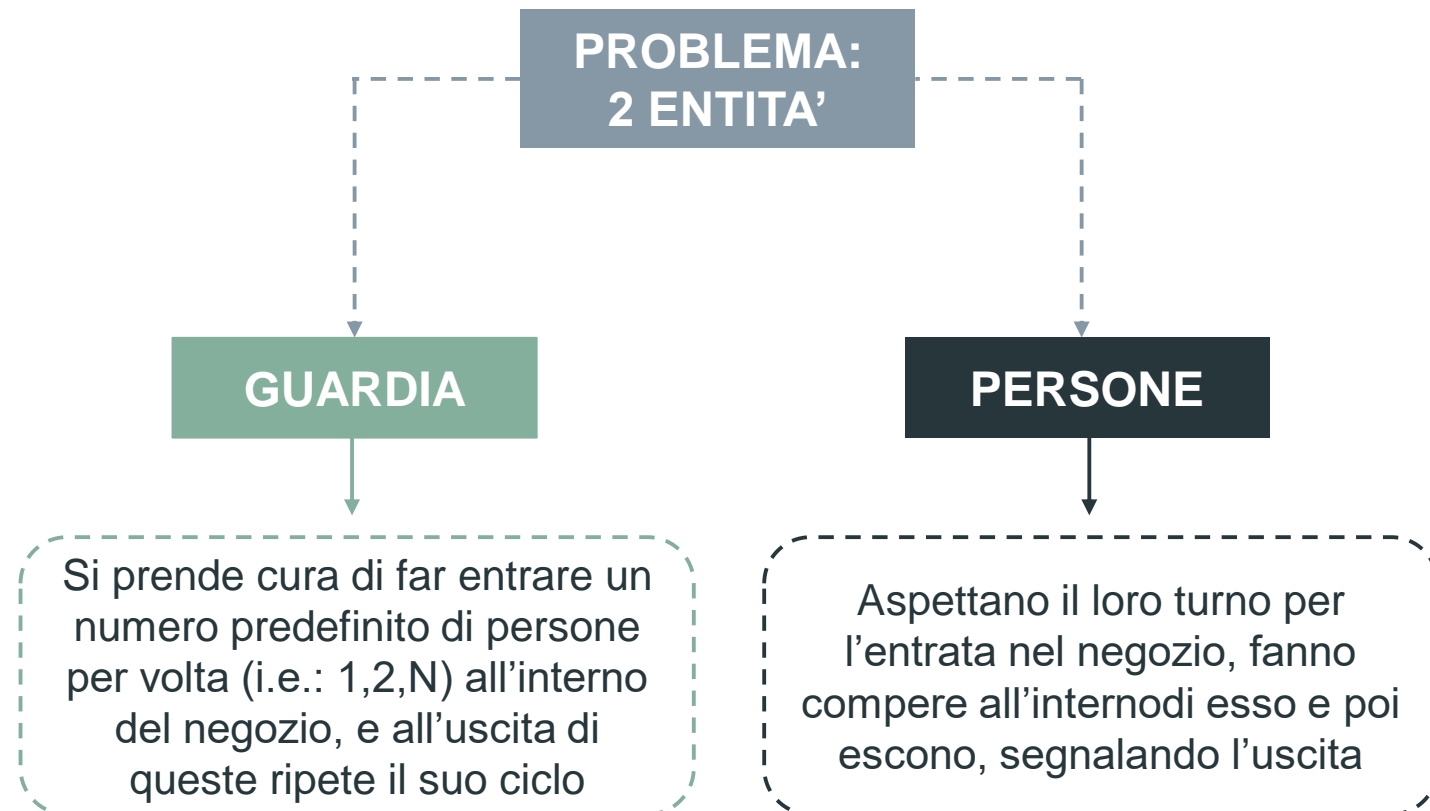 PROBLEMA:
2 ENTITA’
GUARDIA
PERSONE
Si prende cura di far entrare un
numero predefinito di persone
per volta (i.e.: 1,2,N) all’interno
del negozio, e all’uscita di
queste ripete il suo ciclo
Aspettano il loro turno per
l’entrata nel negozio, fanno
compere all’internodi esso e poi
escono, segnalando l’uscita